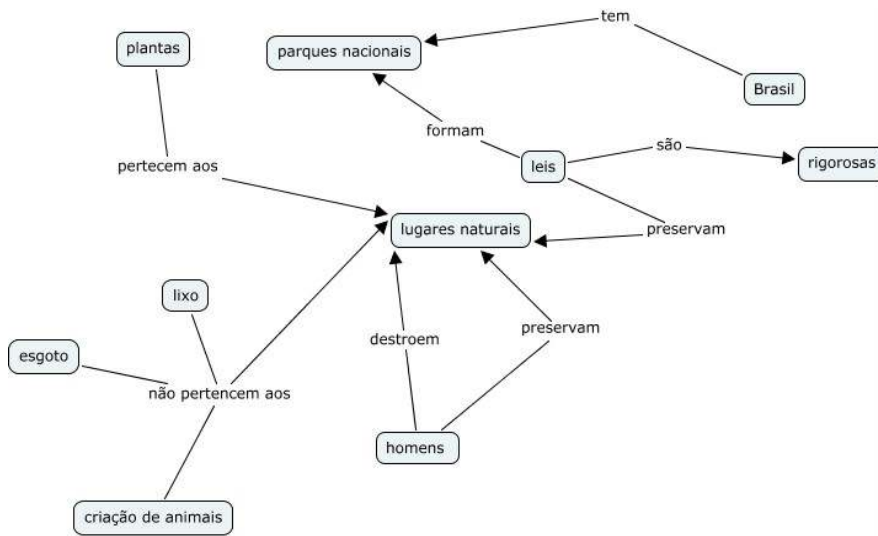 tem
plantas
parques nacionais
Brasil
formam
são
pertecem aos
leis
rigorosas
lugares naturais
preservam
lixo
preservam
destroem
esgoto
não pertencem aos
homens
criação de animais